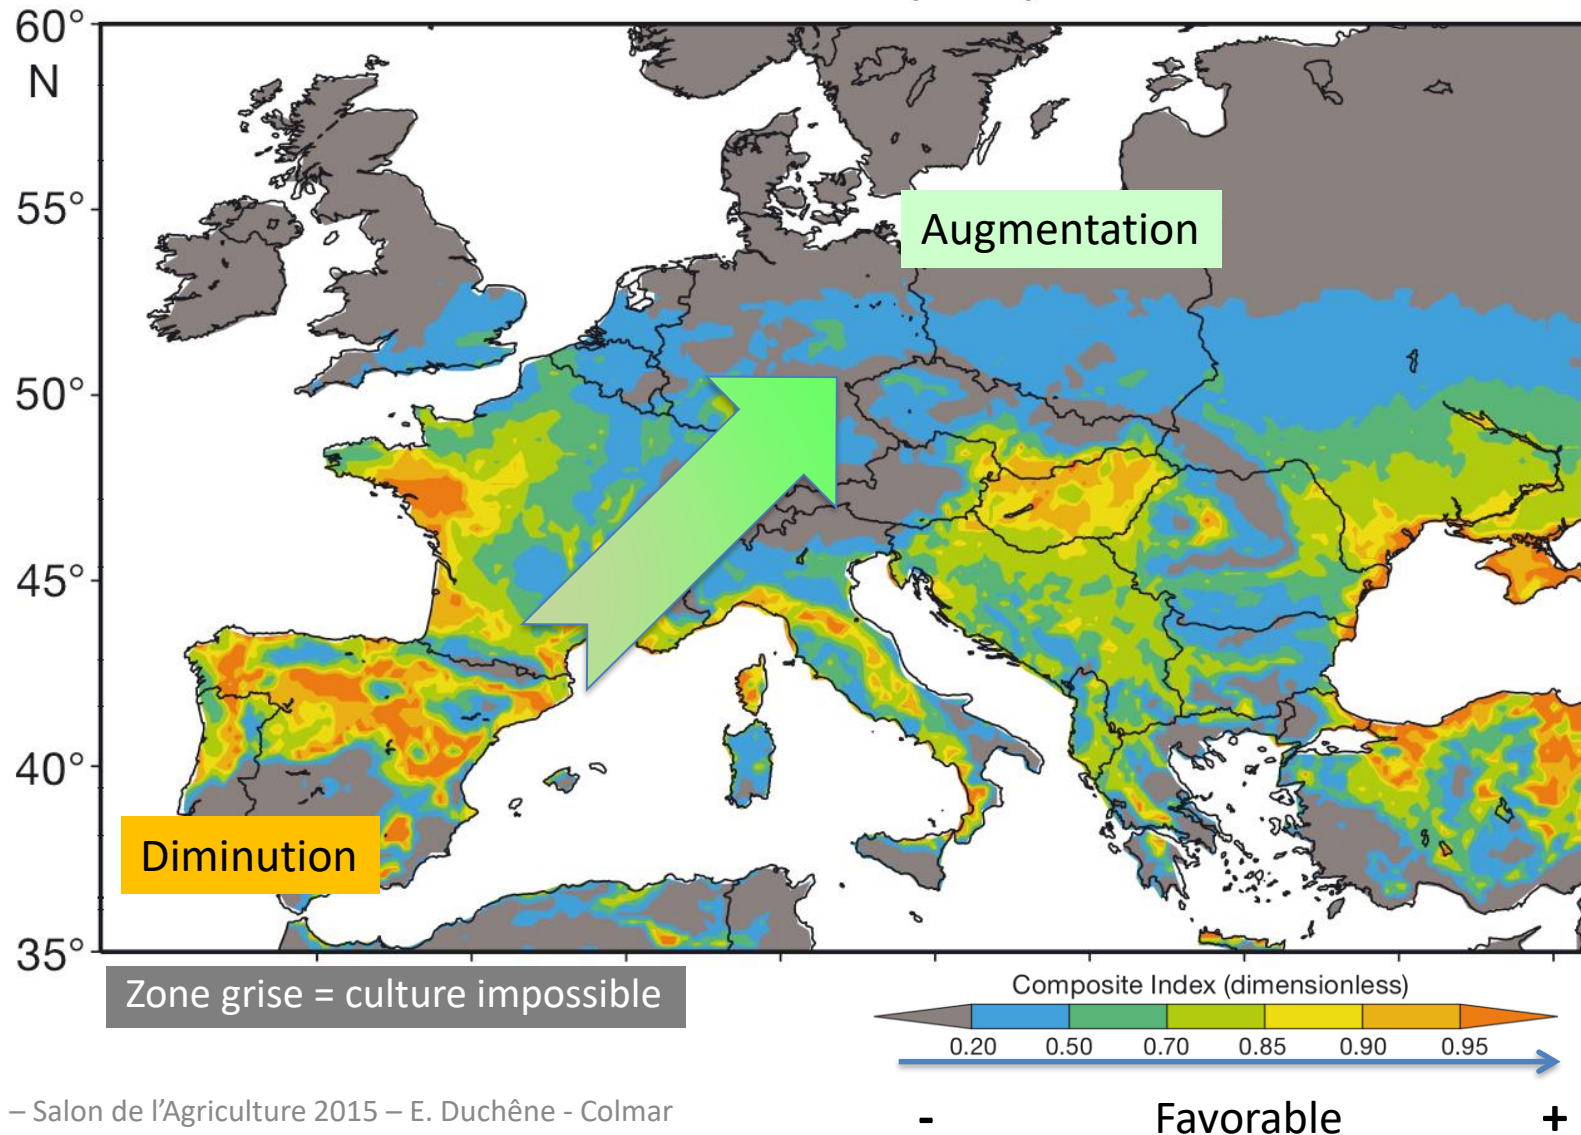 60°
N
55°
Augmentation
50°
45°
40°
Diminution
35°
Zone grise = culture impossible
Composite Index (dimensionless)
0.20 0.50 0.70 0.85 0.90 0.95
– Salon de l’Agriculture 2015 – E. Duchêne - Colmar
- Favorable +